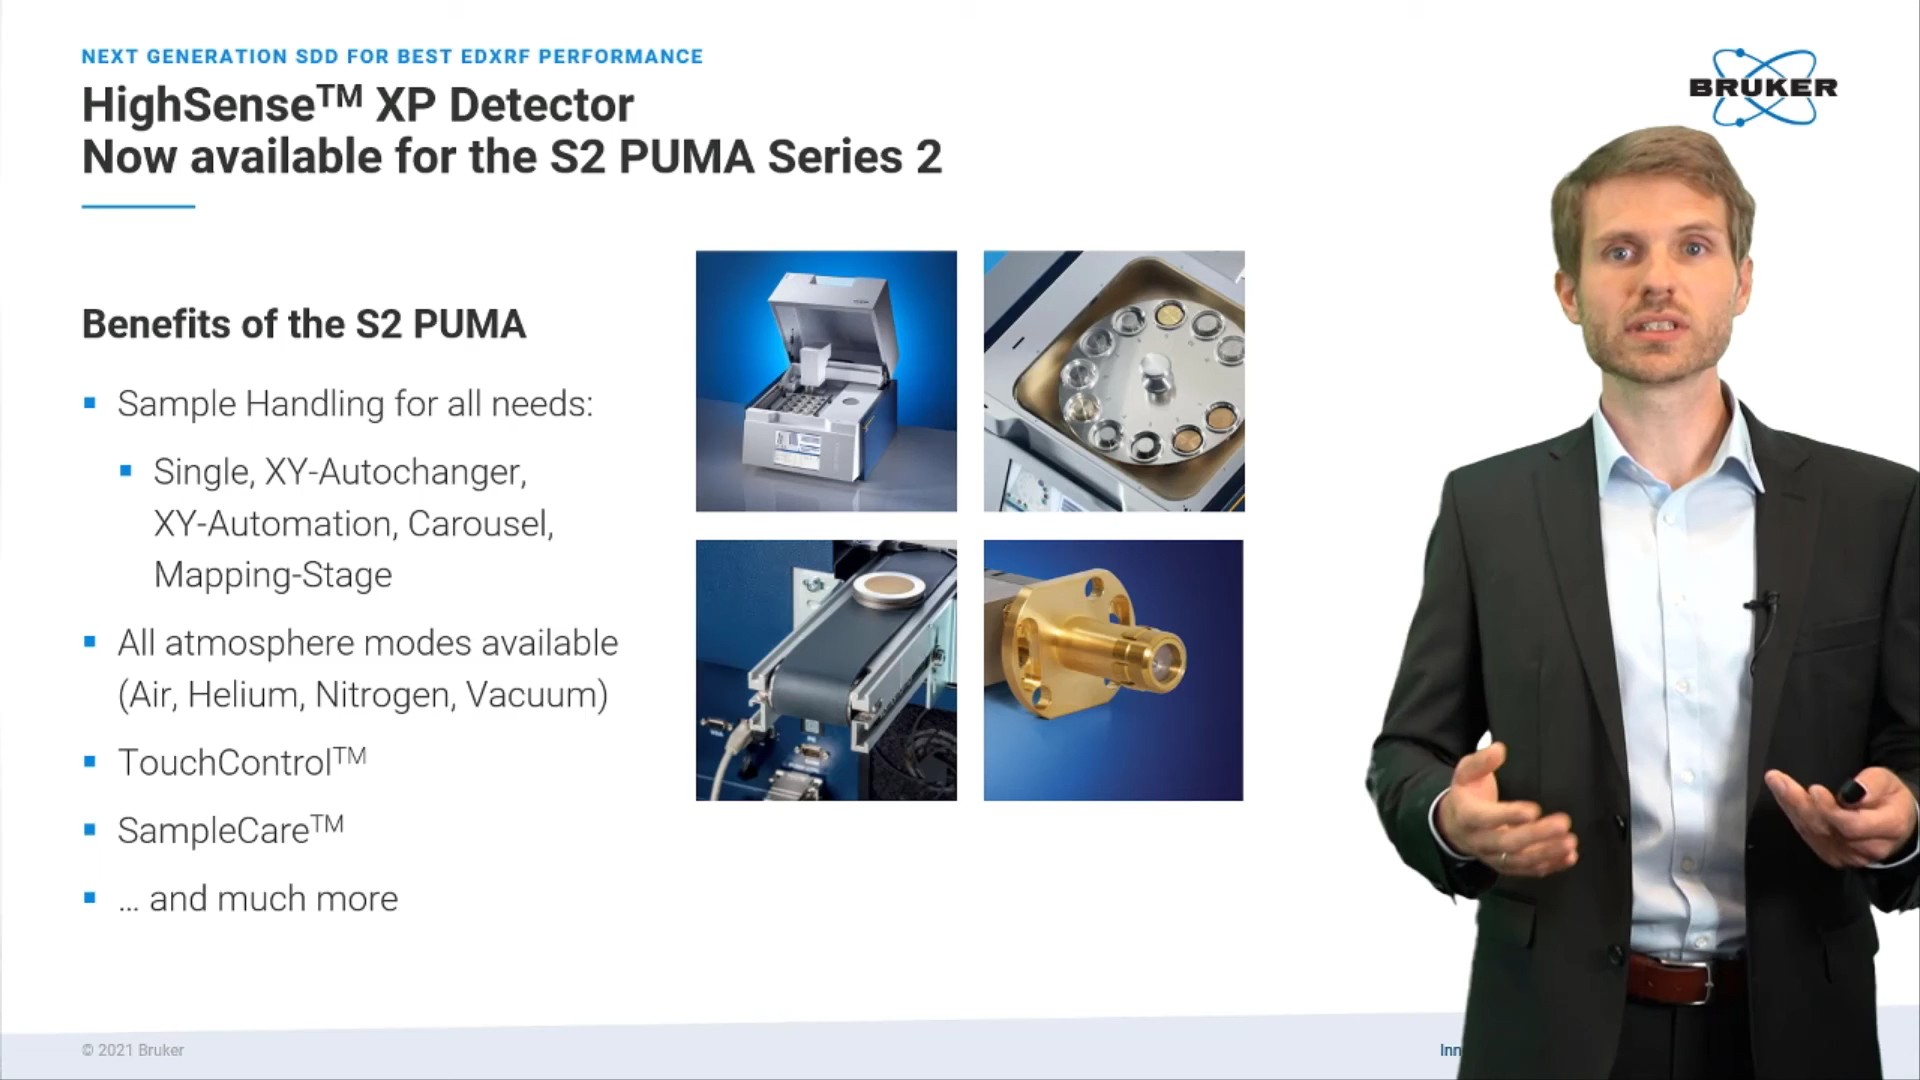 NEXT GENERATION SDD FOR BEST EDXRF PERFORMANCE
HighSense™ XP Detector
Now available for the S2 PUMA Series 2
BRUKER
Benefits of the S2 PUMA
Sample Handling for all needs:
Single, XY-Autochanger,
XY-Automation, Carousel,
Mapping-Stage
All atmosphere modes available
(Air, Helium, Nitrogen, Vacuum)
TouchControl™
SampleCare™
... and much more
© 2021 Bruker